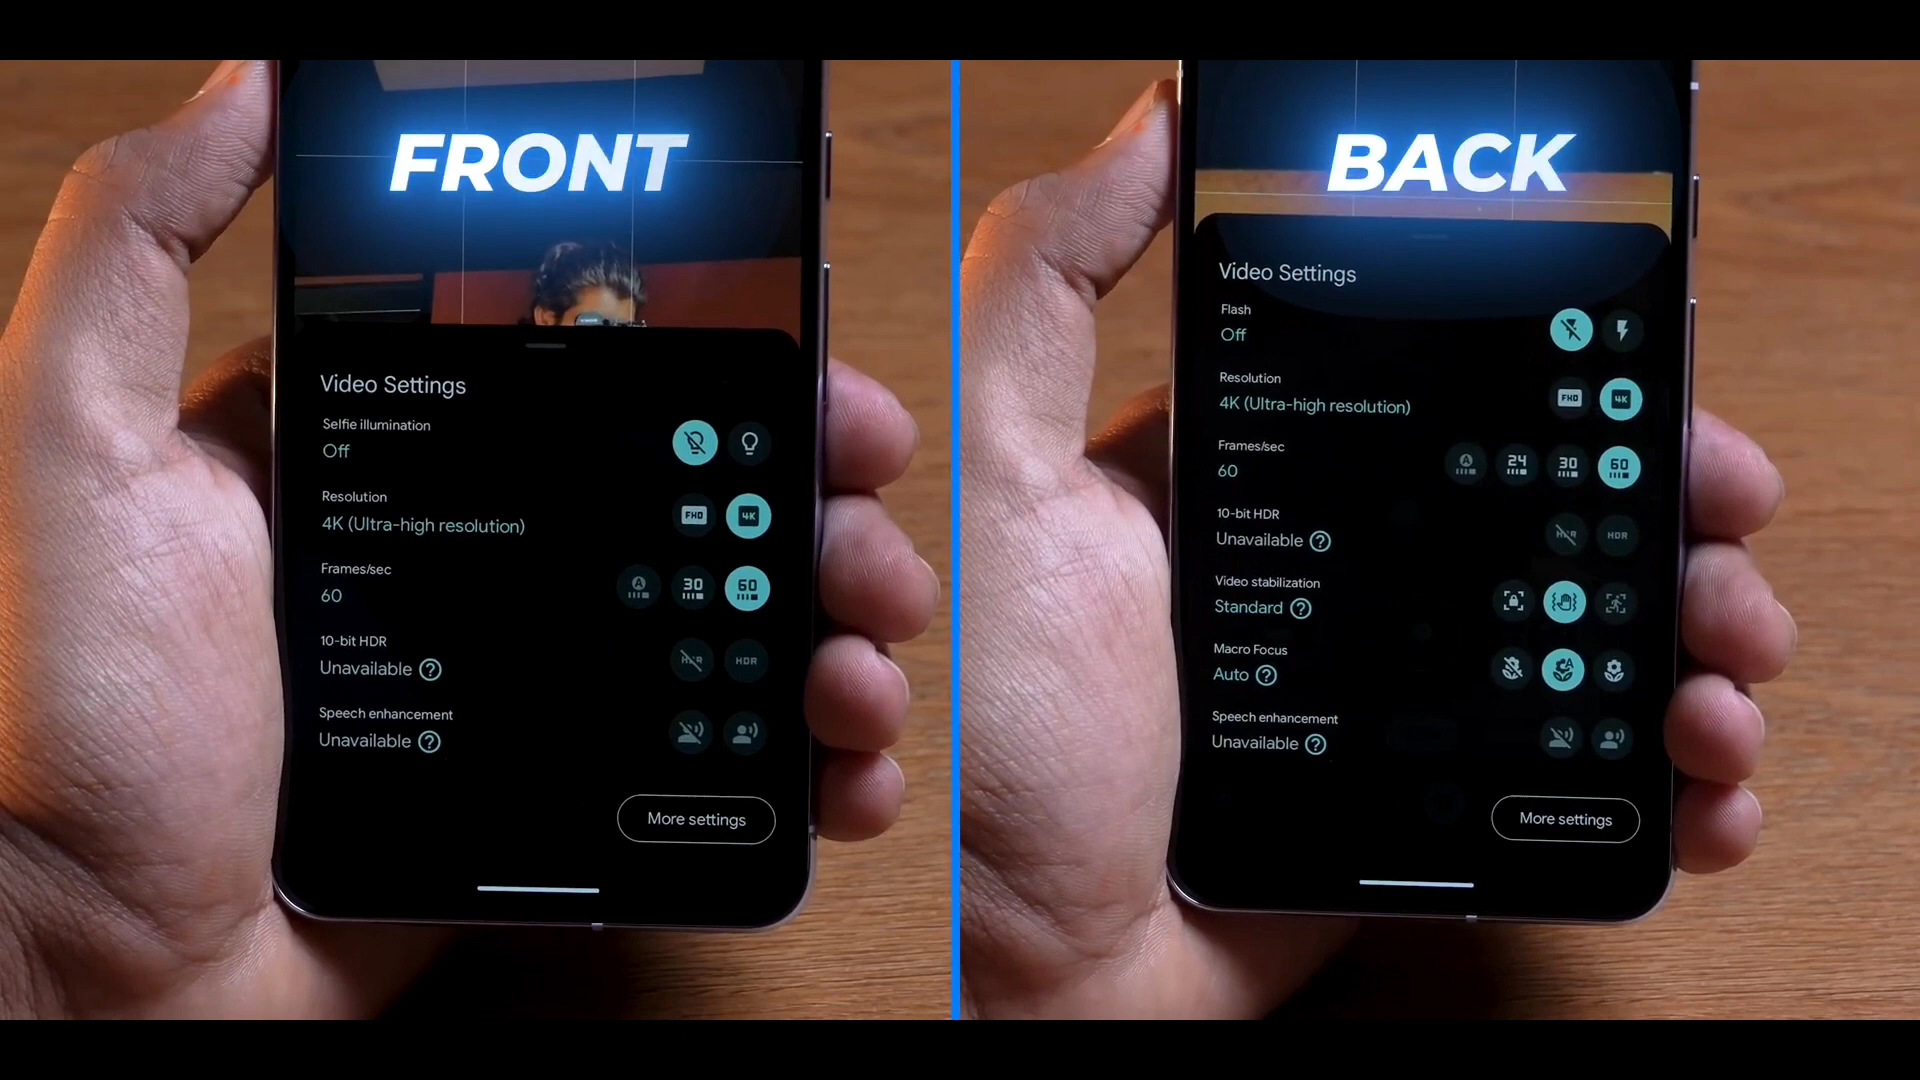 FRONT
Video Settings
Selfie illumination
Off
Resolution
4K (Ultra-high resolution)
FHD
4K
Frames/sec
60
A
30
60
10-bit HDR
Unavailable ?
HDR
HDR
Speech enhancement
Unavailable ?
More settings
BACK
Video Settings
Flash
Off
Resolution
4K (Ultra-high resolution)
FHD
4K
Frames/sec
60
A
24
30
60
10-bit HDR
Unavailable ?
HDR
HDR
Video stabilization
Standard ?
Macro Focus
Auto ?
A
Speech enhancement
Unavailable ?
More settings